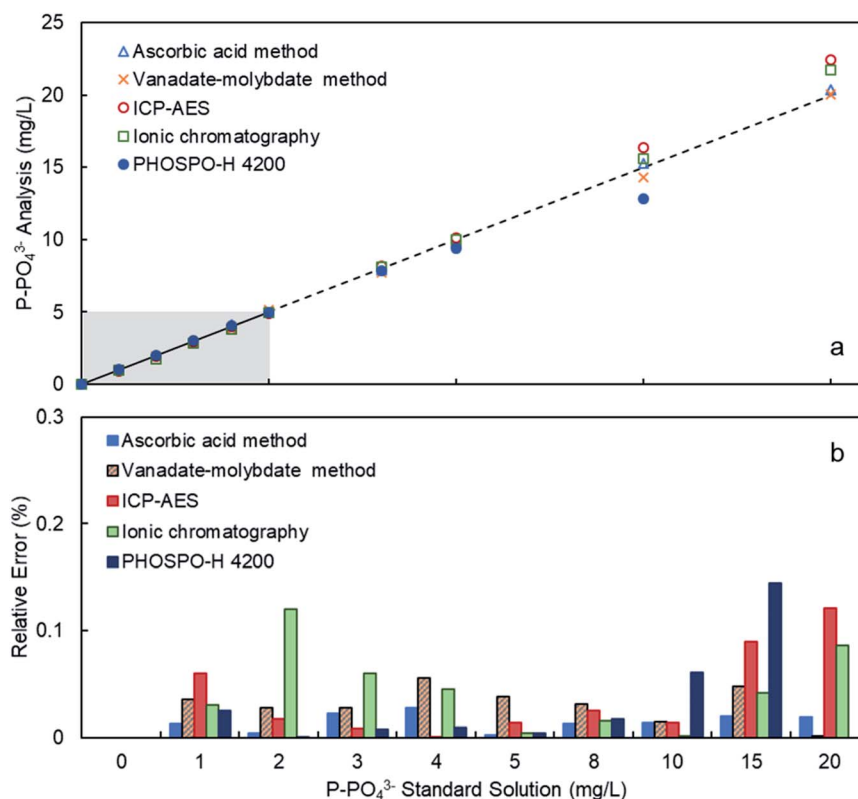 25
20
15
10
5
0
P-PO₄³⁻ Analysis (mg/L)
Ascorbic acid method
Vanadate-molybdate method
ICP-AES
Ionic chromatography
PHOSPO-H 4200
a
0.3
0.2
0.1
0
Relative Error (%)
b
Ascorbic acid method
Vanadate-molybdate method
ICP-AES
Ionic chromatography
PHOSPO-H 4200
0 1 2 3 4 5 8 10 15 20
P-PO₄³⁻ Standard Solution (mg/L)